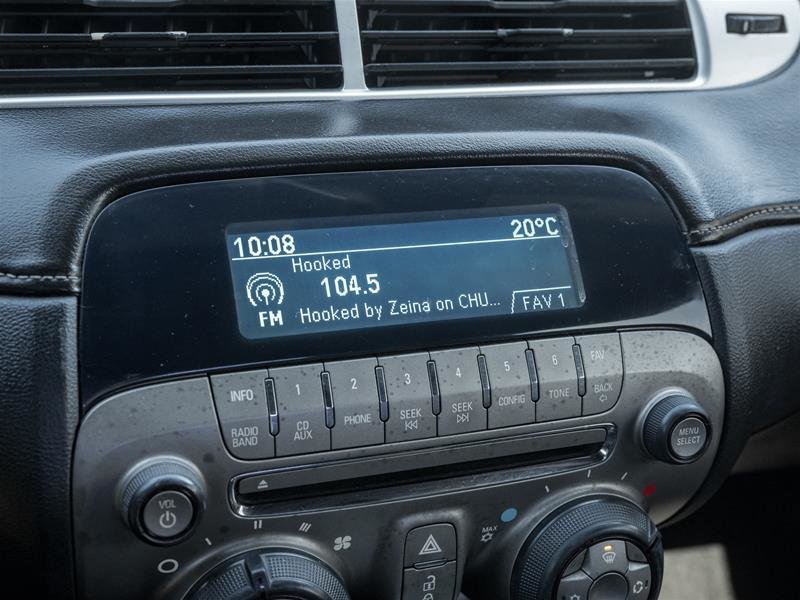 10:08 20°C
Hooked
104.5
FM Hooked by Zeina on CHU... FAV 1
INFO 1 2 3 4 5 6 FAV
RADIO BAND CD AUX PHONE SEEK SEEK CONFIG TONE BACK
MENU SELECT
VOL
MAX